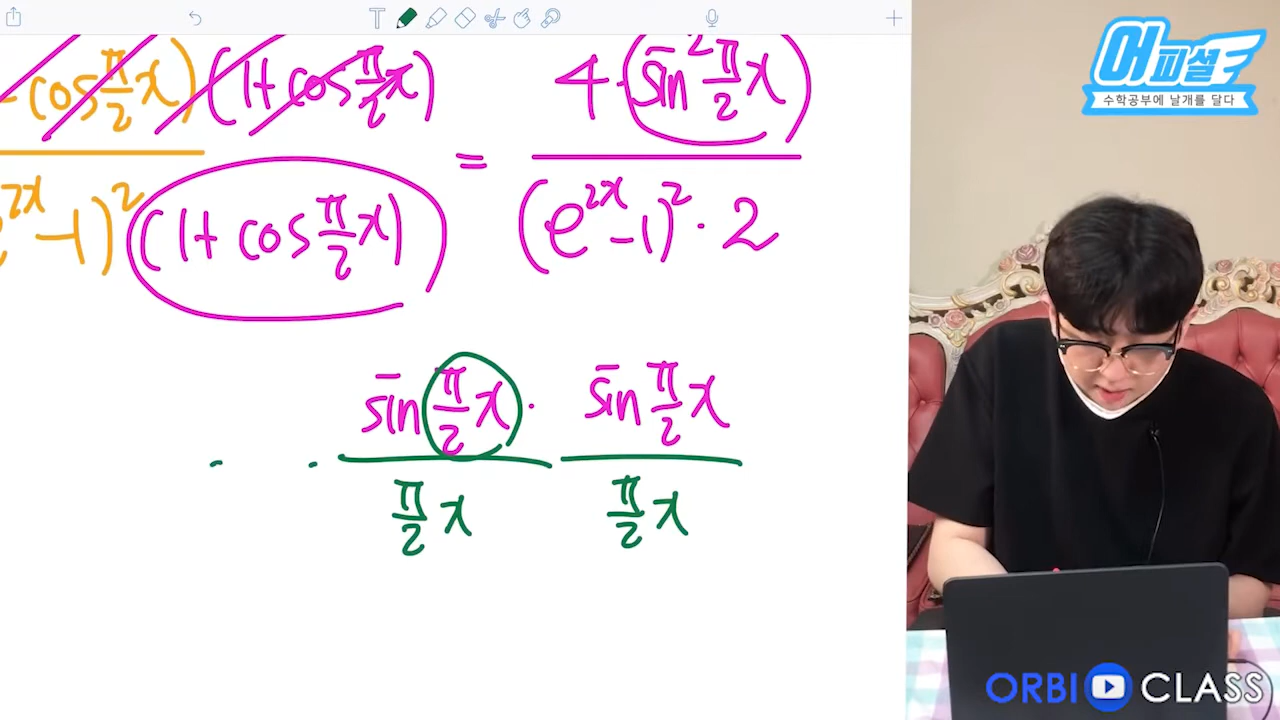 cos π/2 x) (1+cos π/2 x)
(e^{2x}-1)^2 (1+cos π/2 x)
=
4·(sin^2 π/2 x)
(e^{2x}-1)^2 · 2
sin π/2 x · sin π/2 x
π/2 x π/2 x
어피셜
수학공부에 날개를 달다
ORBI CLASS